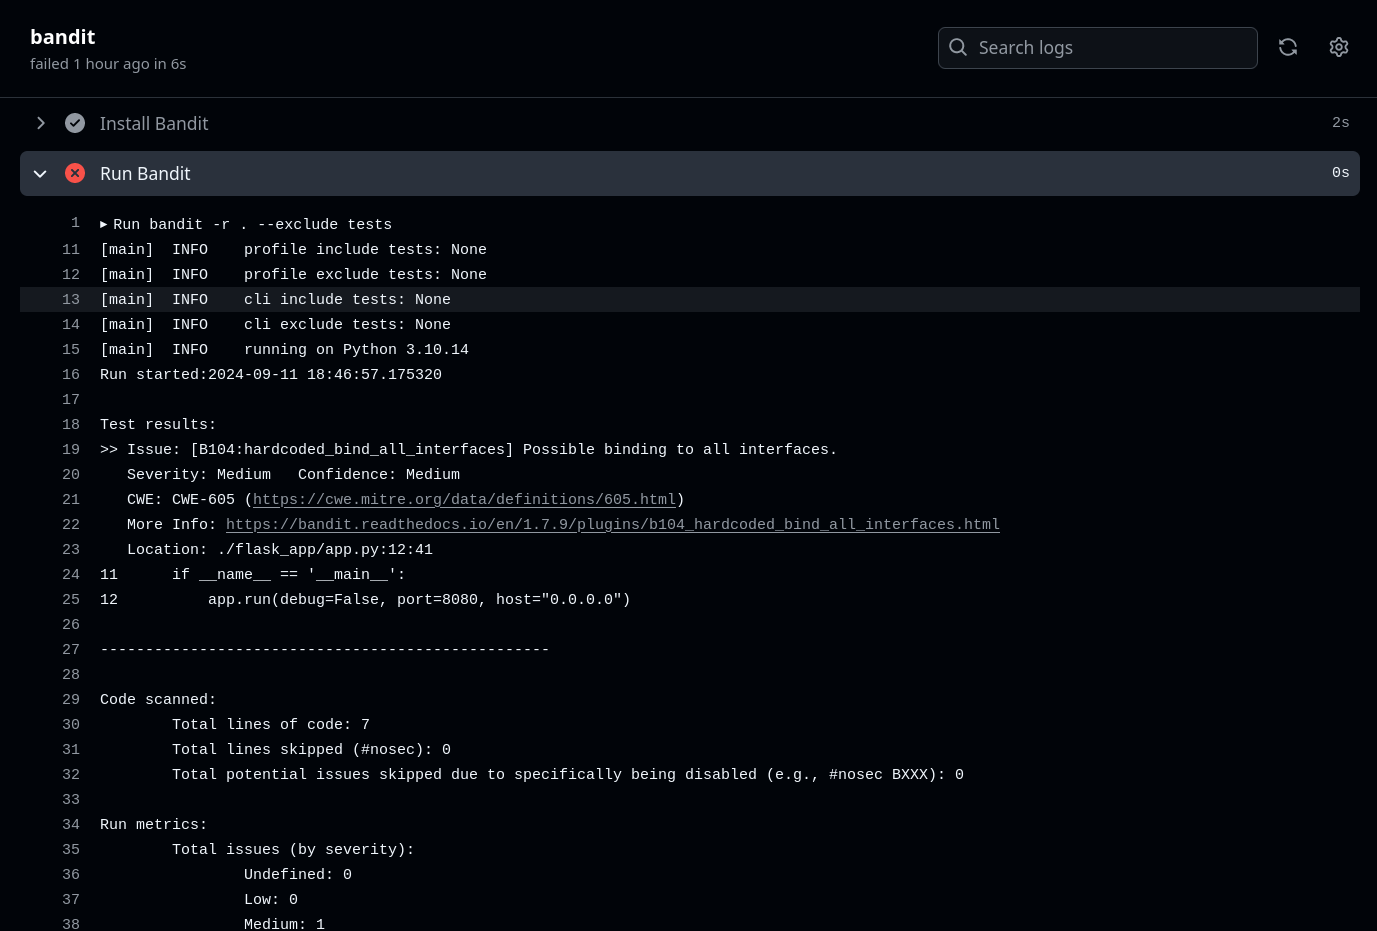 bandit
failed 1 hour ago in 6s
Search logs
Install Bandit 2s
Run Bandit 0s
1 ▶ Run bandit -r . --exclude tests
11 [main]  INFO    profile include tests: None
12 [main]  INFO    profile exclude tests: None
13 [main]  INFO    cli include tests: None
14 [main]  INFO    cli exclude tests: None
15 [main]  INFO    running on Python 3.10.14
16 Run started:2024-09-11 18:46:57.175320
17
18 Test results:
19 >> Issue: [B104:hardcoded_bind_all_interfaces] Possible binding to all interfaces.
20    Severity: Medium   Confidence: Medium
21    CWE: CWE-605 (https://cwe.mitre.org/data/definitions/605.html)
22    More Info: https://bandit.readthedocs.io/en/1.7.9/plugins/b104_hardcoded_bind_all_interfaces.html
23    Location: ./flask_app/app.py:12:41
24 11      if __name__ == '__main__':
25 12          app.run(debug=False, port=8080, host="0.0.0.0")
26
27 --------------------------------------------------
28
29 Code scanned:
30         Total lines of code: 7
31         Total lines skipped (#nosec): 0
32         Total potential issues skipped due to specifically being disabled (e.g., #nosec BXXX): 0
33
34 Run metrics:
35         Total issues (by severity):
36                 Undefined: 0
37                 Low: 0
38                 Medium: 1